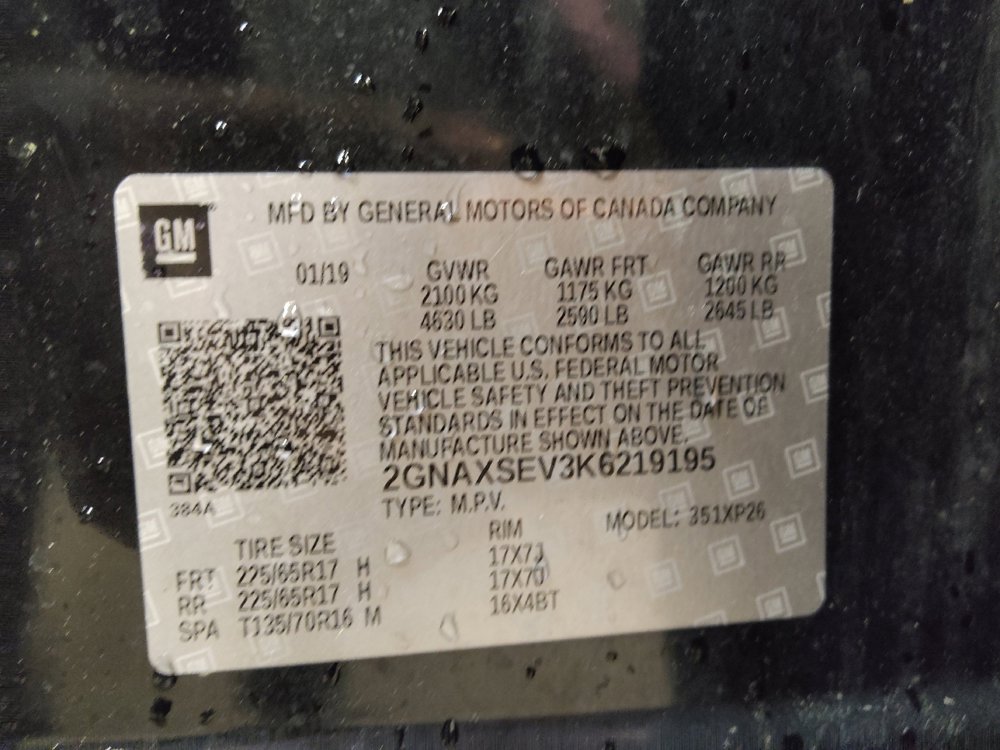 GM
MFD BY GENERAL MOTORS OF CANADA COMPANY
01/19 GVWR GAWR FRT GAWR RR
2100 KG 1175 KG 1200 KG
4630 LB 2590 LB 2645 LB
THIS VEHICLE CONFORMS TO ALL
APPLICABLE U.S. FEDERAL MOTOR
VEHICLE SAFETY AND THEFT PREVENTION
STANDARDS IN EFFECT ON THE DATE OF
MANUFACTURE SHOWN ABOVE.
2GNAXSEV3K6219195
384A
TYPE: M.P.V. MODEL: 351XP26
TIRE SIZE RIM
FRT 225/65R17 H 17X7J
RR 225/65R17 H 17X7J
SPA T135/70R16 M 16X4BT